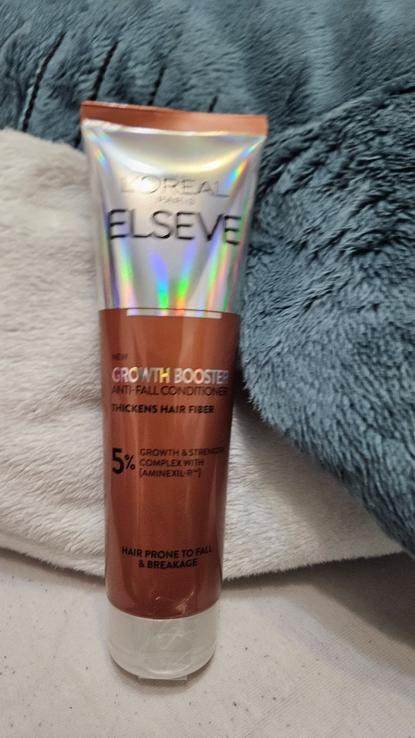 L'ORÉAL
PARIS
ELSEVE
NEW
GROWTH BOOSTER
ANTI-FALL CONDITIONER
THICKENS HAIR FIBER
5%
GROWTH & STRENGTH
COMPLEX WITH
[AMINEXIL-R™]
HAIR PRONE TO FALL
& BREAKAGE